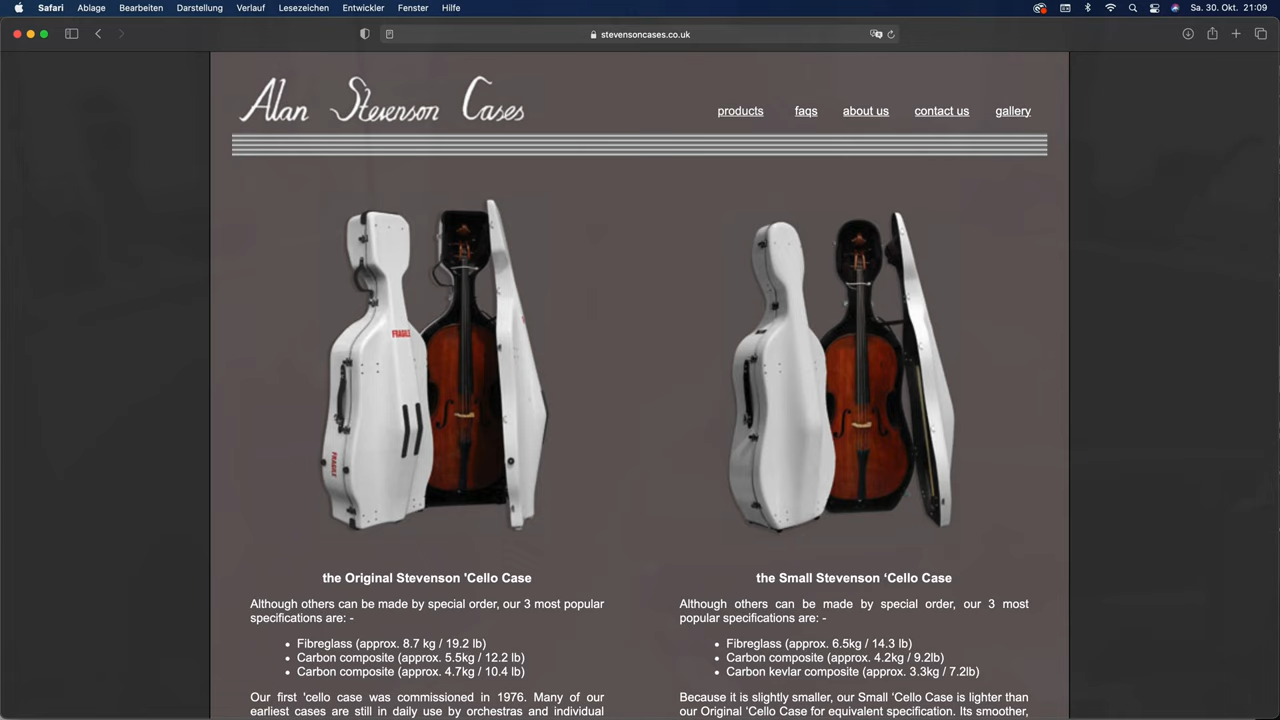 Safari Ablage Bearbeiten Darstellung Verlauf Lesezeichen Entwickler Fenster Hilfe Sa. 30. Okt. 21:09
stevensoncases.co.uk
Alan Stevenson Cases
products faqs about us contact us gallery
FRAGILE
FRAGILE
the Original Stevenson 'Cello Case
Although others can be made by special order, our 3 most popular
specifications are: -
• Fibreglass (approx. 8.7 kg / 19.2 lb)
• Carbon composite (approx. 5.5kg / 12.2 lb)
• Carbon composite (approx. 4.7kg / 10.4 lb)
Our first 'cello case was commissioned in 1976. Many of our
earliest cases are still in daily use by orchestras and individual
the Small Stevenson ‘Cello Case
Although others can be made by special order, our 3 most
popular specifications are: -
• Fibreglass (approx. 6.5kg / 14.3 lb)
• Carbon composite (approx. 4.2kg / 9.2lb)
• Carbon kevlar composite (approx. 3.3kg / 7.2lb)
Because it is slightly smaller, our Small 'Cello Case is lighter than
our Original 'Cello Case for equivalent specification. Its smoother,